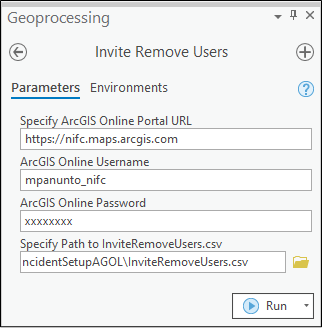 Geoprocessing
Invite Remove Users
Parameters Environments
?
Specify ArcGIS Online Portal URL
https://nifc.maps.arcgis.com
ArcGIS Online Username
mpanunto_nifc
ArcGIS Online Password
xxxxxxxx
Specify Path to InviteRemoveUsers.csv
ncidentSetupAGOL\InviteRemoveUsers.csv
Run